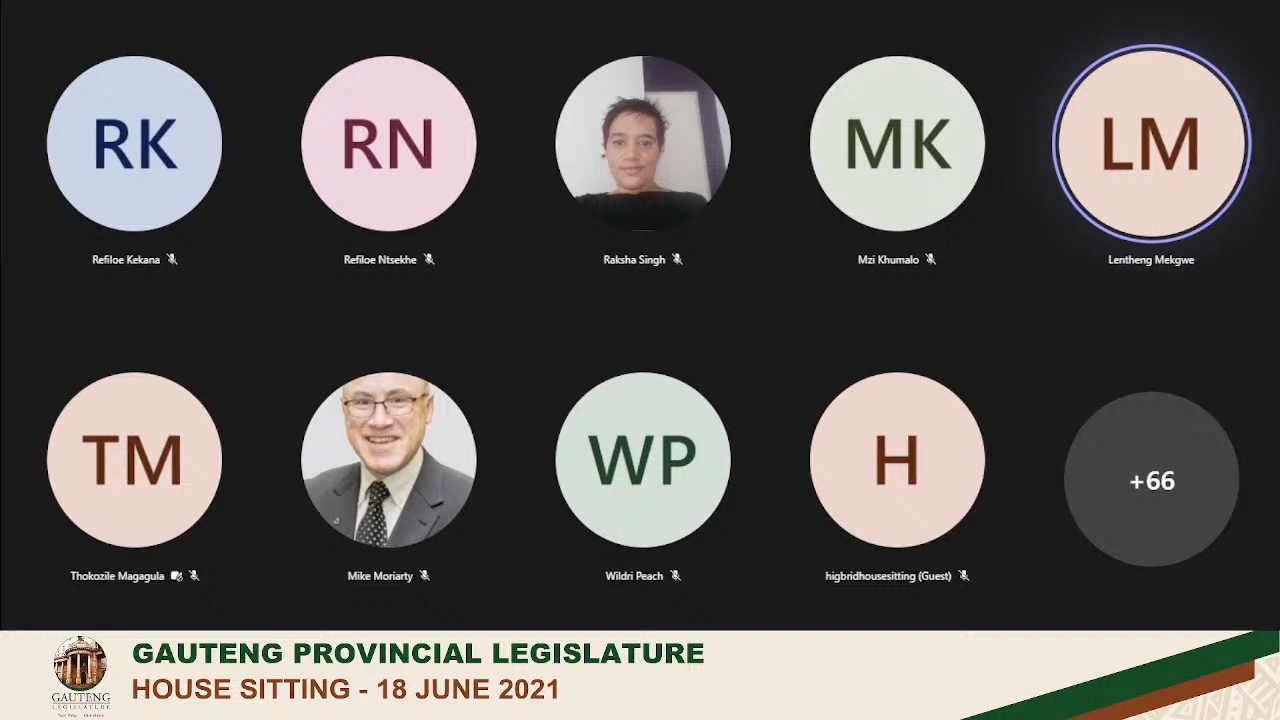 RK
RN
MK
LM
Refiloe Kekana
Refiloe Ntsekhe
Raksha Singh
Mzi Khumalo
Lentheng Mekgwe
TM
WP
H
+66
Thokozile Magagula
Mike Moriarty
Wildri Peach
higbridhousesitting (Guest)
GAUTENG PROVINCIAL LEGISLATURE
HOUSE SITTING - 18 JUNE 2021
GAUTENG
LEGISLATURE